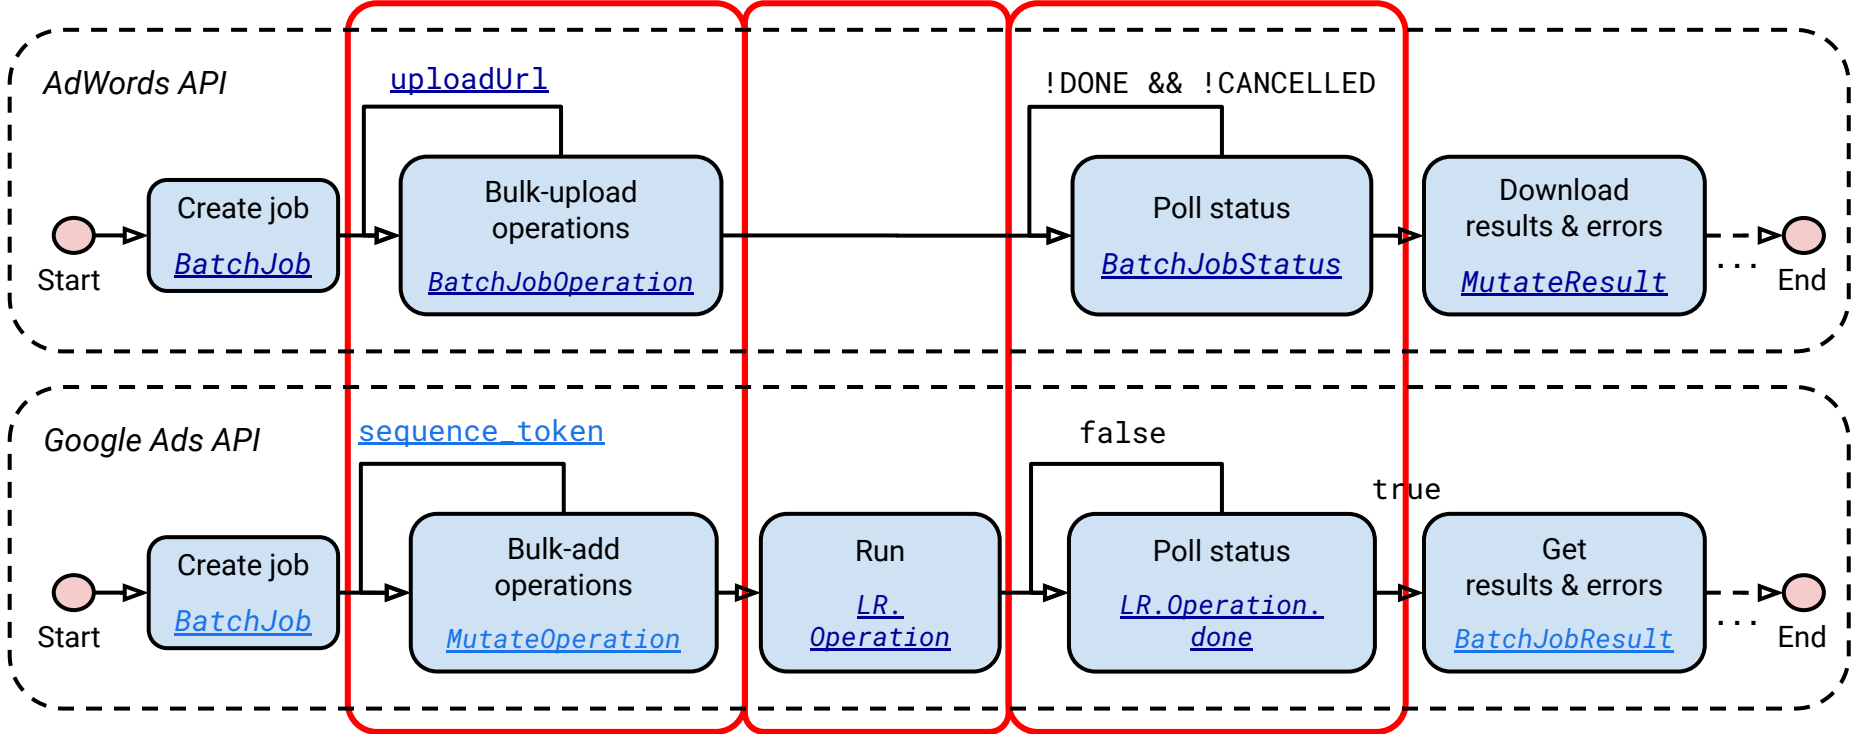 AdWords API
uploadUrl
!DONE && !CANCELLED
Start
Create job
BatchJob
Bulk-upload
operations
BatchJobOperation
Poll status
BatchJobStatus
Download
results & errors
MutateResult
...
End
Google Ads API
sequence_token
false
true
Start
Create job
BatchJob
Bulk-add
operations
MutateOperation
Run
LR.
Operation
Poll status
LR.Operation.
done
Get
results & errors
BatchJobResult
...
End